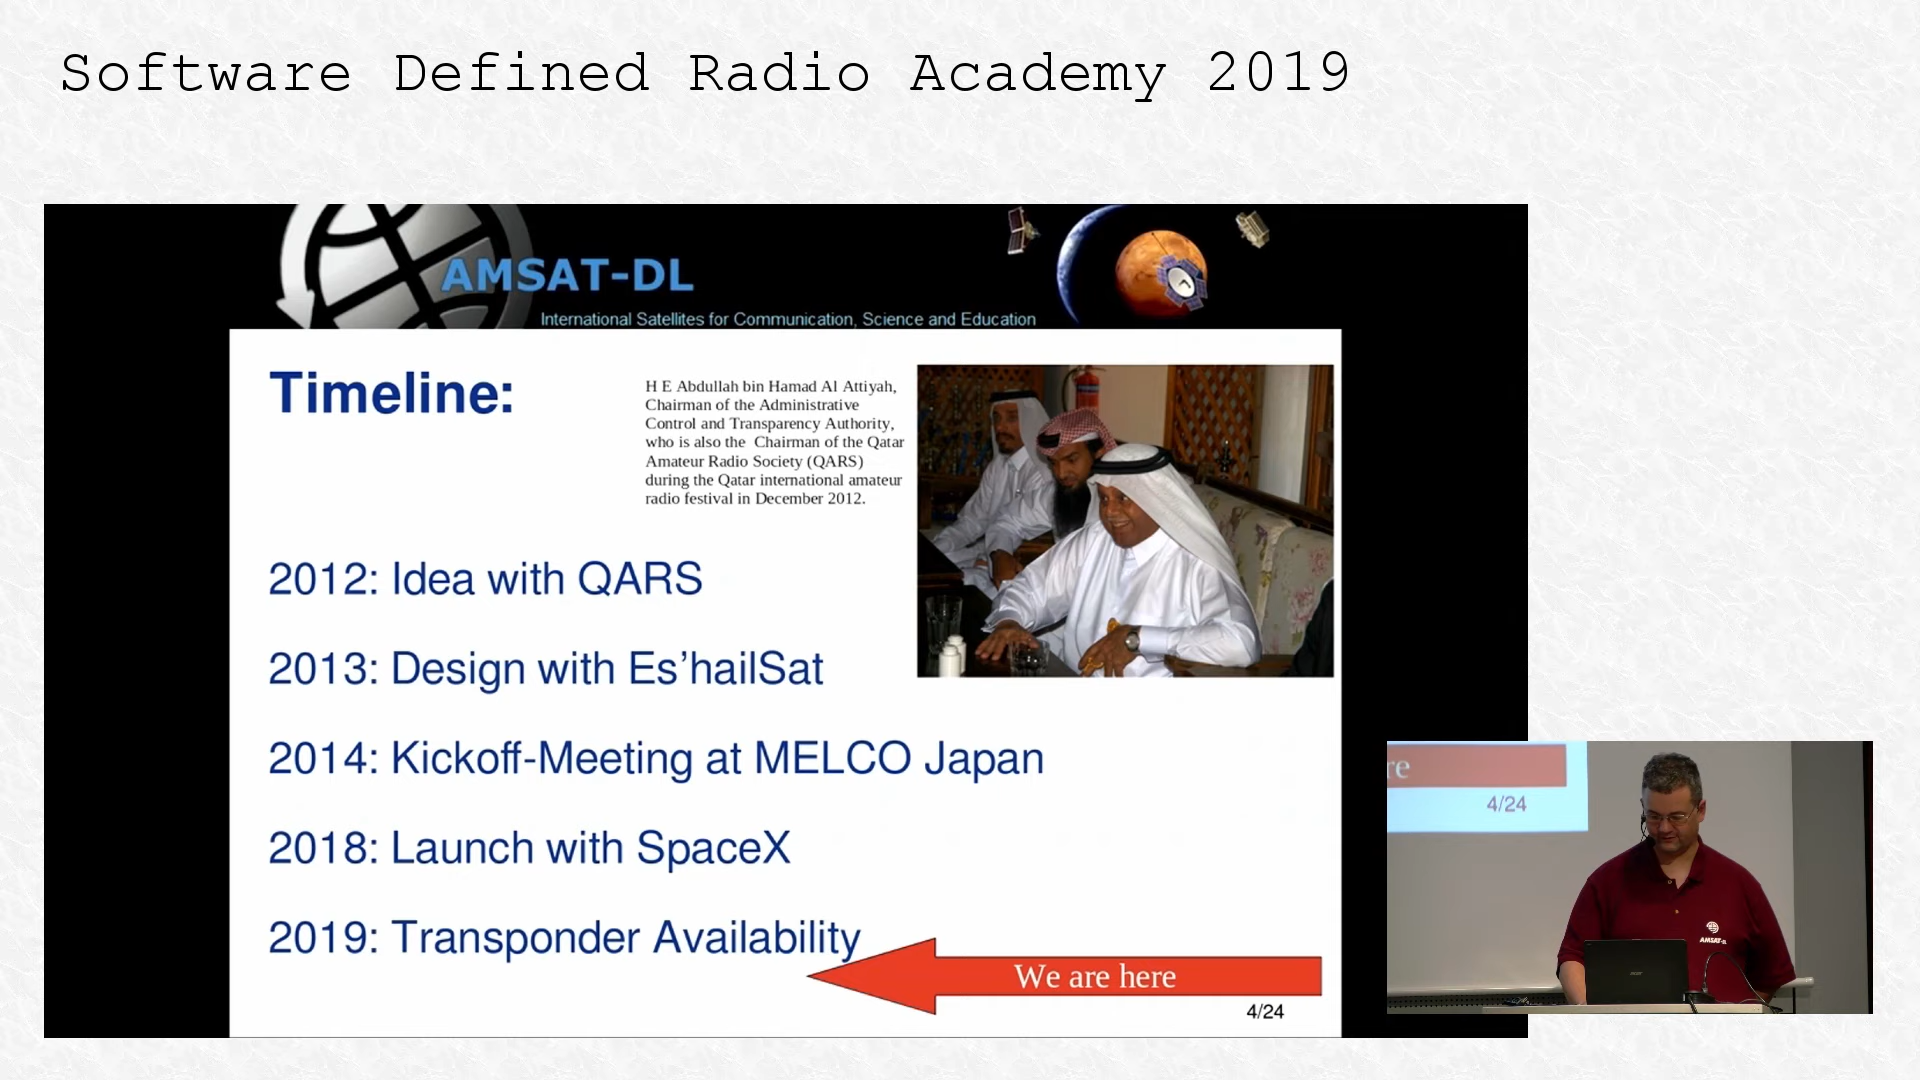 Software Defined Radio Academy 2019
AMSAT-DL
International Satellites for Communication, Science and Education
Timeline:
H E Abdullah bin Hamad Al Attiyah,
Chairman of the Administrative
Control and Transparency Authority,
who is also the Chairman of the Qatar
Amateur Radio Society (QARS)
during the Qatar international amateur
radio festival in December 2012.
2012: Idea with QARS
2013: Design with Es'hailSat
2014: Kickoff-Meeting at MELCO Japan
2018: Launch with SpaceX
2019: Transponder Availability
We are here
4/24
re
4/24
AMSAT-DL
acer